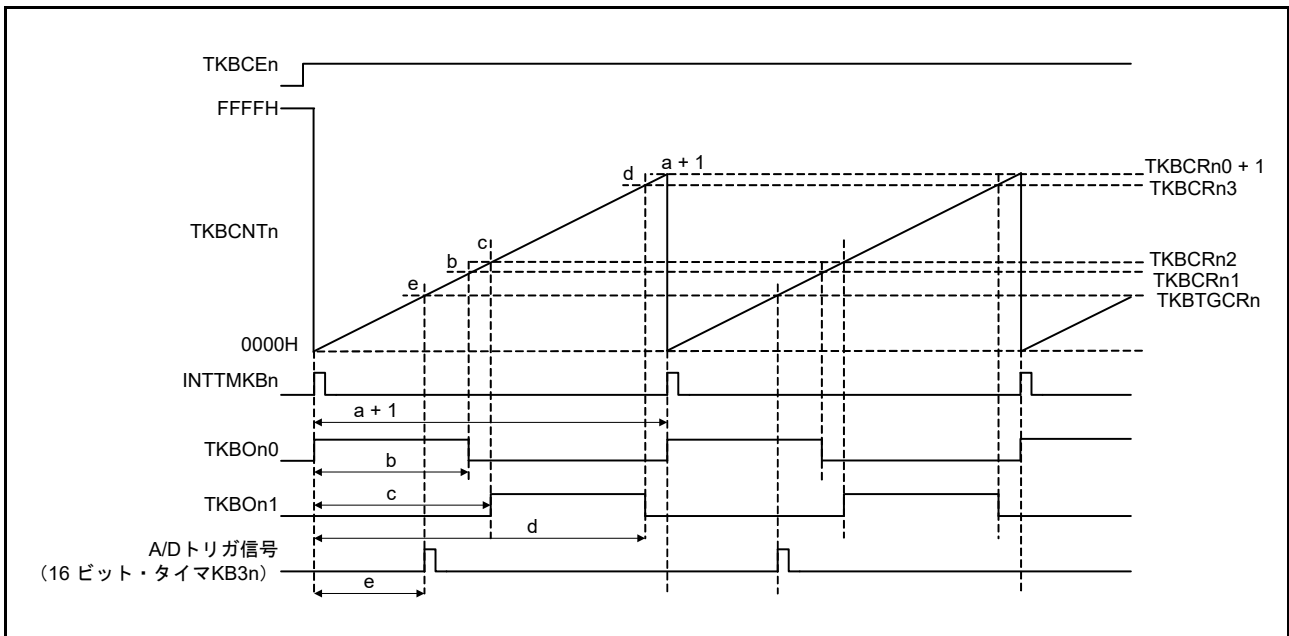 TKBCEn
FFFFH
d
a + 1
TKBCRn0 + 1
TKBCRn3
TKBCNTn
c
b
TKBCRn2
TKBCRn1
e
TKBTGCRn
0000H
INTTMKBn
a + 1
TKBOn0
b
TKBOn1
c
d
A/Dトリガ信号
（16 ビット・タイマKB3n）
e